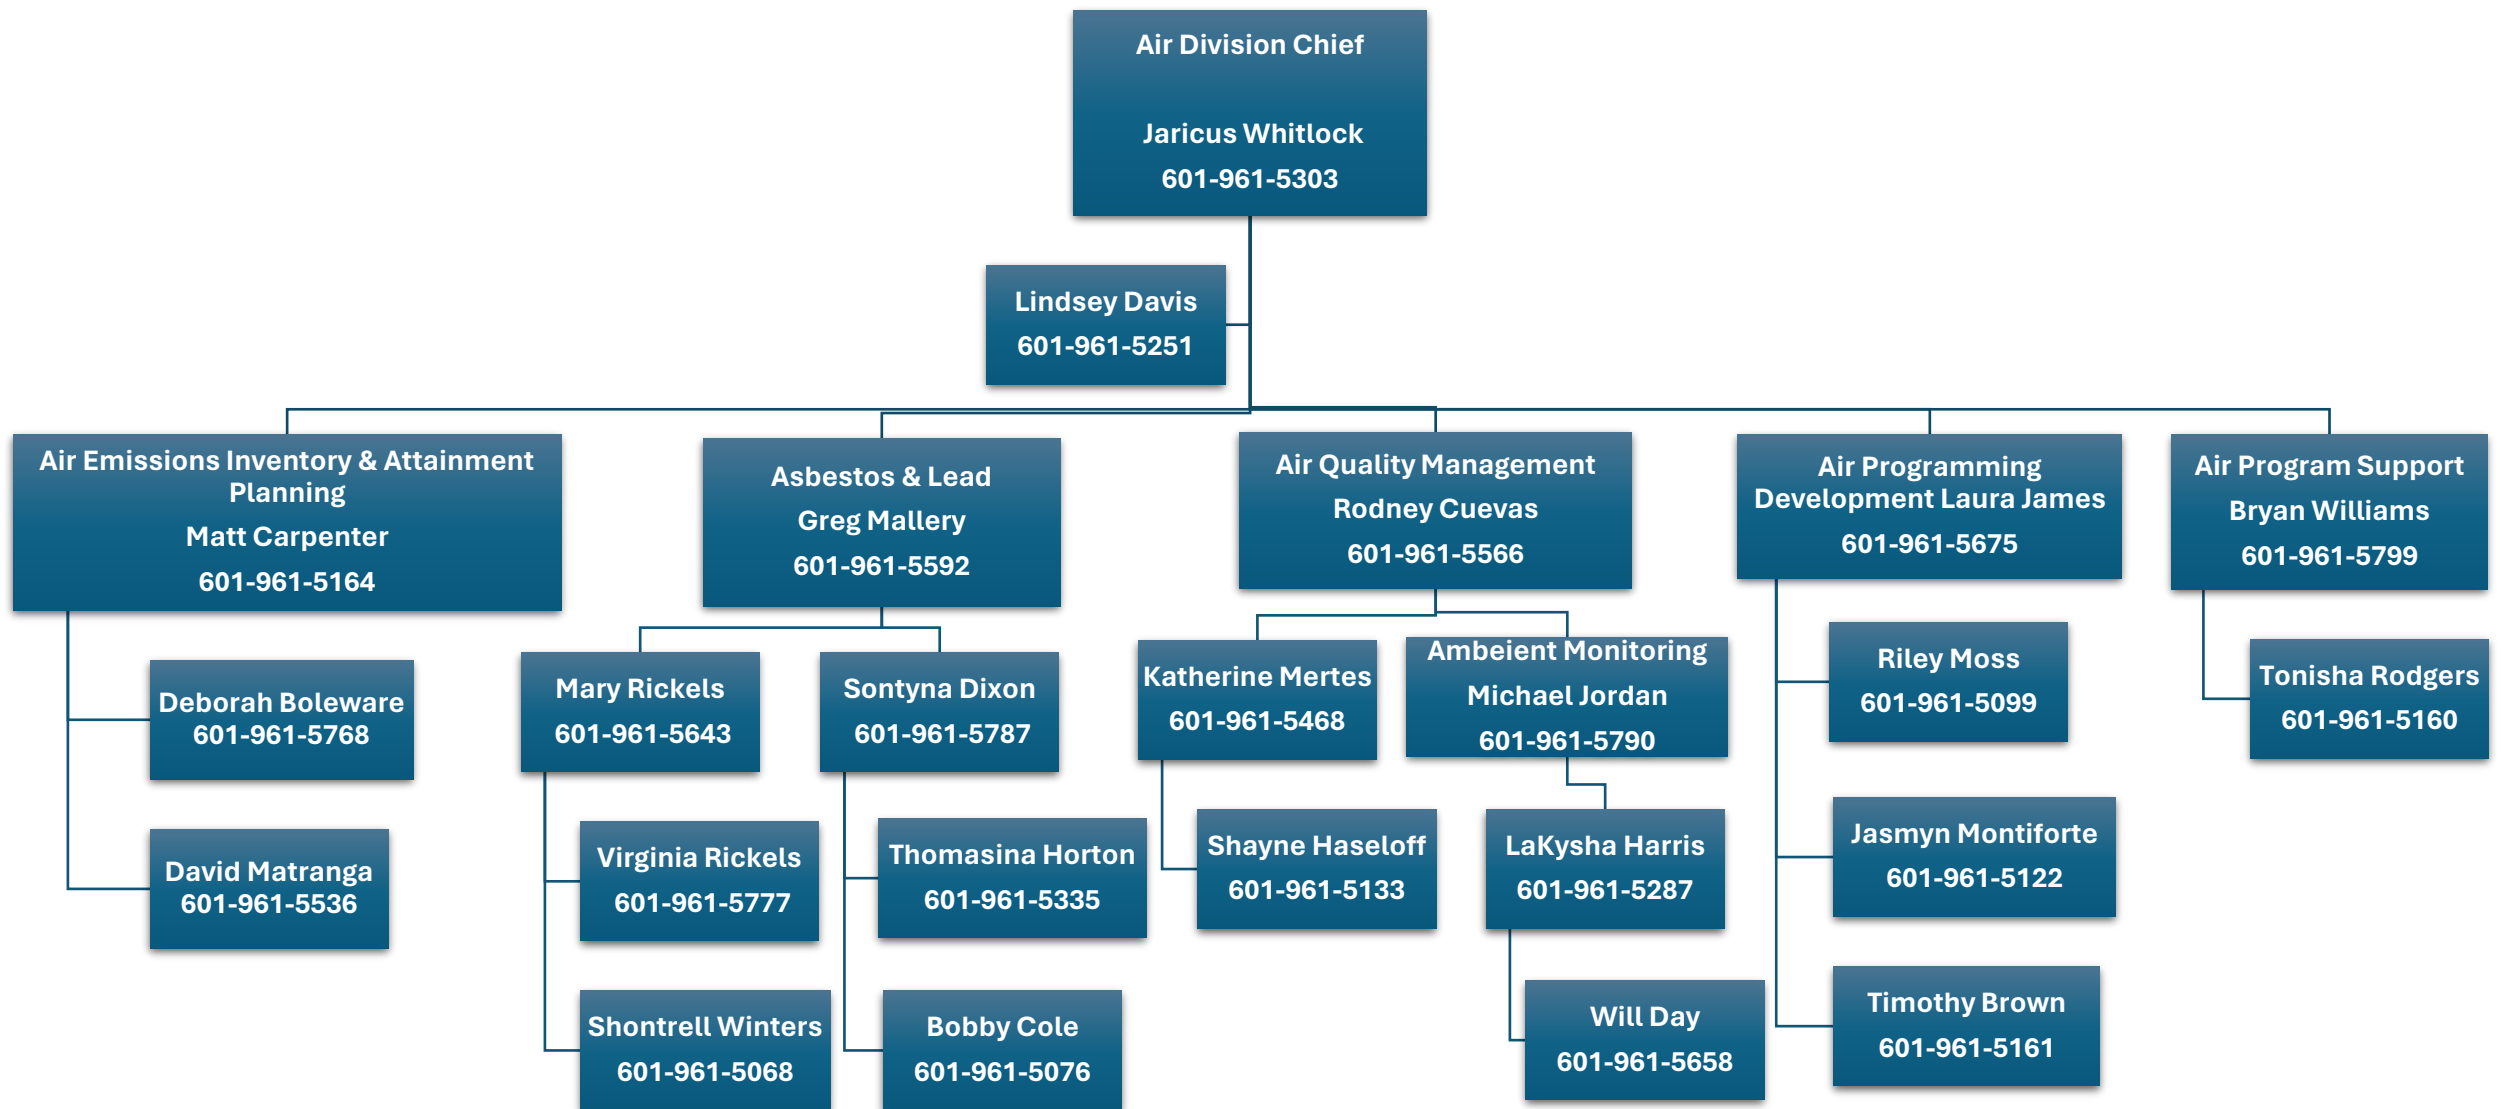 Air Division Chief
Jaricus Whitlock
601-961-5303
Lindsey Davis
601-961-5251
Air Emissions Inventory & Attainment
Planning
Matt Carpenter
601-961-5164
Asbestos & Lead
Greg Mallery
601-961-5592
Air Quality Management
Rodney Cuevas
601-961-5566
Air Programming
Development Laura James
601-961-5675
Air Program Support
Bryan Williams
601-961-5799
Deborah Boleware
601-961-5768
David Matranga
601-961-5536
Mary Rickels
601-961-5643
Virginia Rickels
601-961-5777
Shontrell Winters
601-961-5068
Sontyna Dixon
601-961-5787
Thomasina Horton
601-961-5335
Bobby Cole
601-961-5076
Katherine Mertes
601-961-5468
Shayne Haseloff
601-961-5133
Ambeient Monitoring
Michael Jordan
601-961-5790
LaKysha Harris
601-961-5287
Will Day
601-961-5658
Riley Moss
601-961-5099
Jasmyn Montiforte
601-961-5122
Timothy Brown
601-961-5161
Tonisha Rodgers
601-961-5160